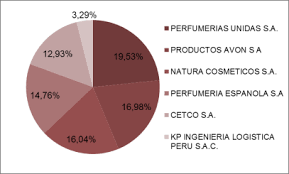 3,29%
12,93%
19,53%
14,76%
16,98%
16,04%
PERFUMERIAS UNIDAS S.A.
PRODUCTOS AVON S A
NATURA COSMETICOS S.A.
PERFUMERIA ESPANOLA S.A
CETCO S.A.
KP INGENIERIA LOGISTICA
PERU S.A.C.